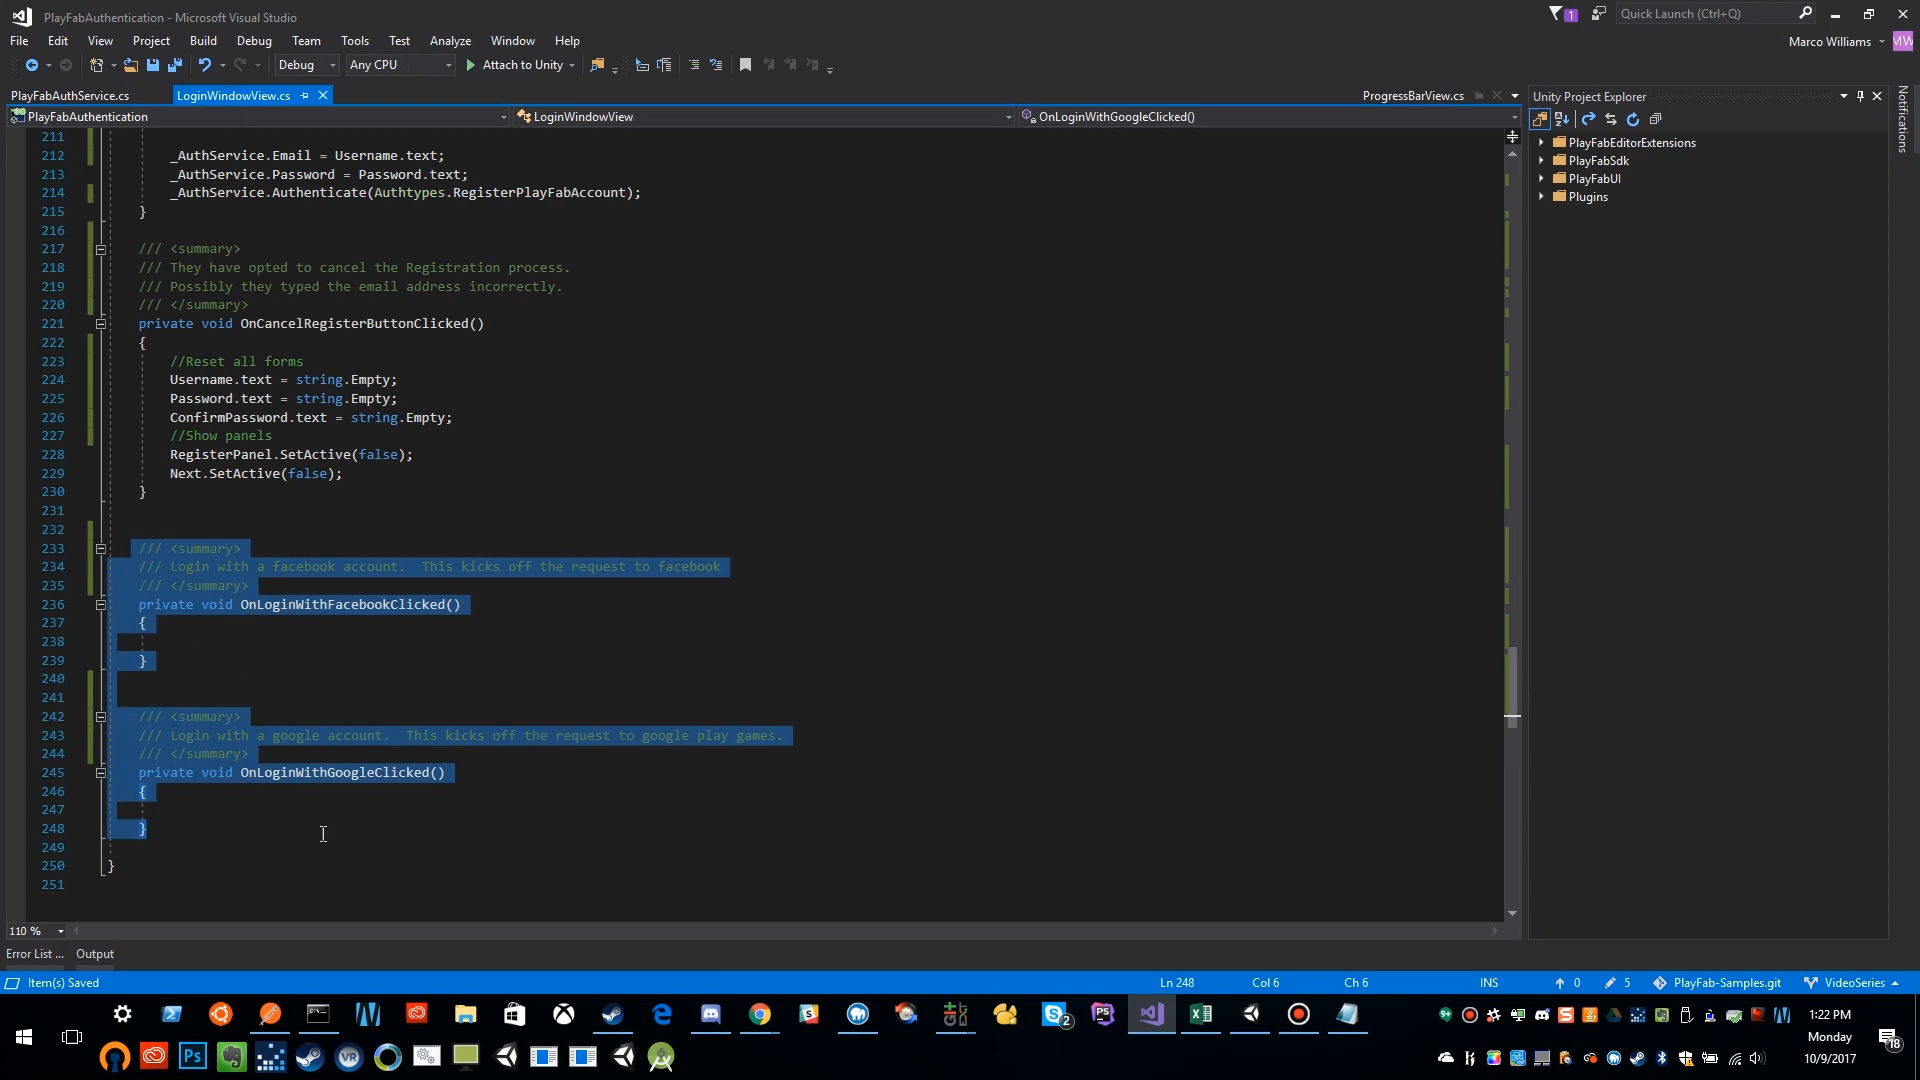 PlayFabAuthentication - Microsoft Visual Studio
1
Quick Launch (Ctrl+Q)
File Edit View Project Build Debug Team Tools Test Analyze Window Help
Marco Williams
MW
Debug Any CPU Attach to Unity
PlayFabAuthService.cs LoginWindowView.cs ProgressBarView.cs
Unity Project Explorer
Notifications
PlayFabAuthentication LoginWindowView OnLoginWithGoogleClicked()
PlayFabEditorExtensions
PlayFabSdk
PlayFabUI
Plugins
211
212 _AuthService.Email = Username.text;
213 _AuthService.Password = Password.text;
214 _AuthService.Authenticate(Authtypes.RegisterPlayFabAccount);
215 }
216
217 /// <summary>
218 /// They have opted to cancel the Registration process.
219 /// Possibly they typed the email address incorrectly.
220 /// </summary>
221 private void OnCancelRegisterButtonClicked()
222 {
223 //Reset all forms
224 Username.text = string.Empty;
225 Password.text = string.Empty;
226 ConfirmPassword.text = string.Empty;
227 //Show panels
228 RegisterPanel.SetActive(false);
229 Next.SetActive(false);
230 }
231
232
233 /// <summary>
234 /// Login with a facebook account.  This kicks off the request to facebook
235 /// </summary>
236 private void OnLoginWithFacebookClicked()
237 {
238
239 }
240
241
242 /// <summary>
243 /// Login with a google account.  This kicks off the request to google play games.
244 /// </summary>
245 private void OnLoginWithGoogleClicked()
246 {
247
248 }
249
250 }
251
110 %
Error List ... Output
Item(s) Saved Ln 248 Col 6 Ch 6 INS 0 5 PlayFab-Samples.git VideoSeries
2
PS
1:22 PM
Monday
10/9/2017
18
Ps
VR